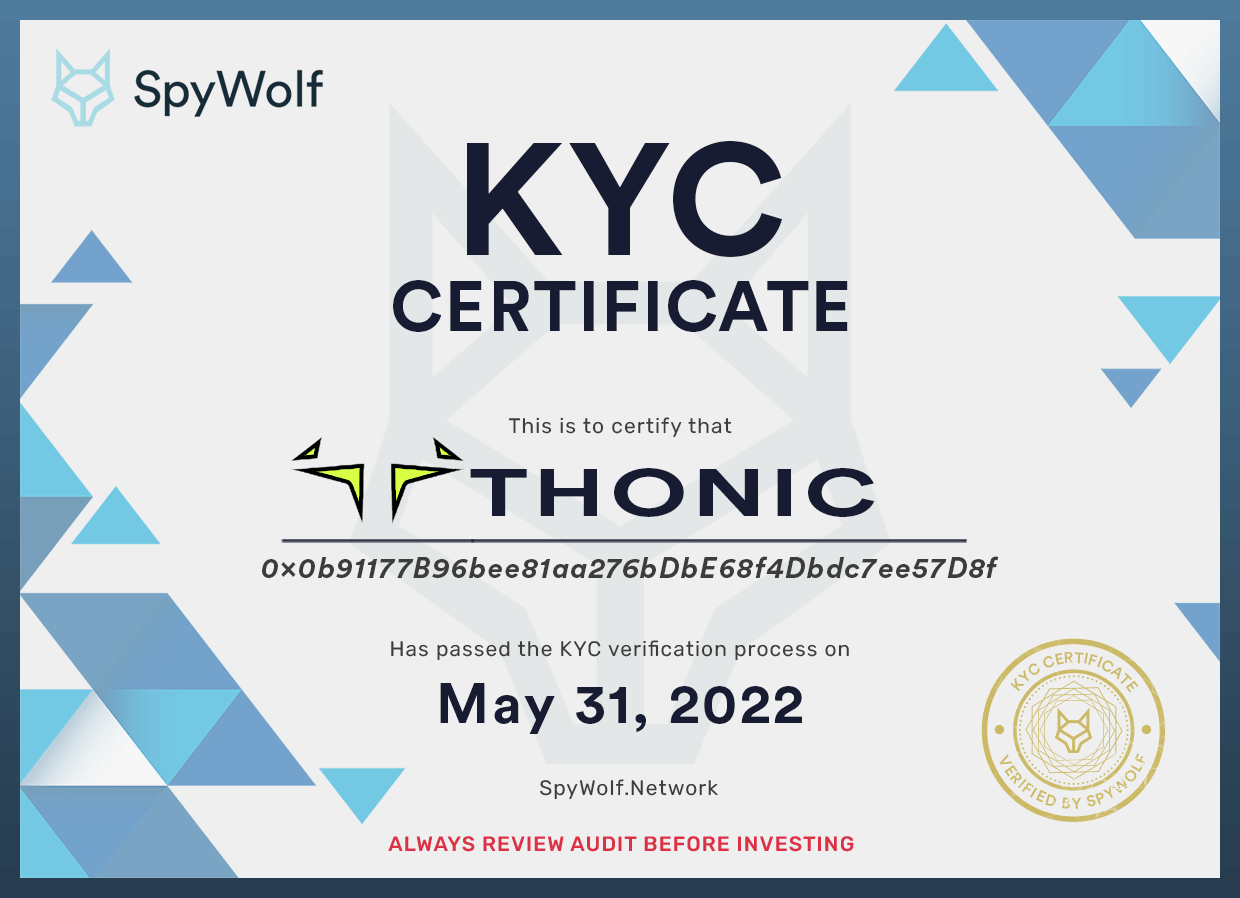 SpyWolf
KYC
CERTIFICATE
This is to certify that
THONIC
0x0b91177B96bee81aa276bDbE68f4Dbdc7ee57D8f
Has passed the KYC verification process on
May 31, 2022
KYC CERTIFICATE
VERIFIED BY SPYWOLF
SpyWolf.Network
ALWAYS REVIEW AUDIT BEFORE INVESTING